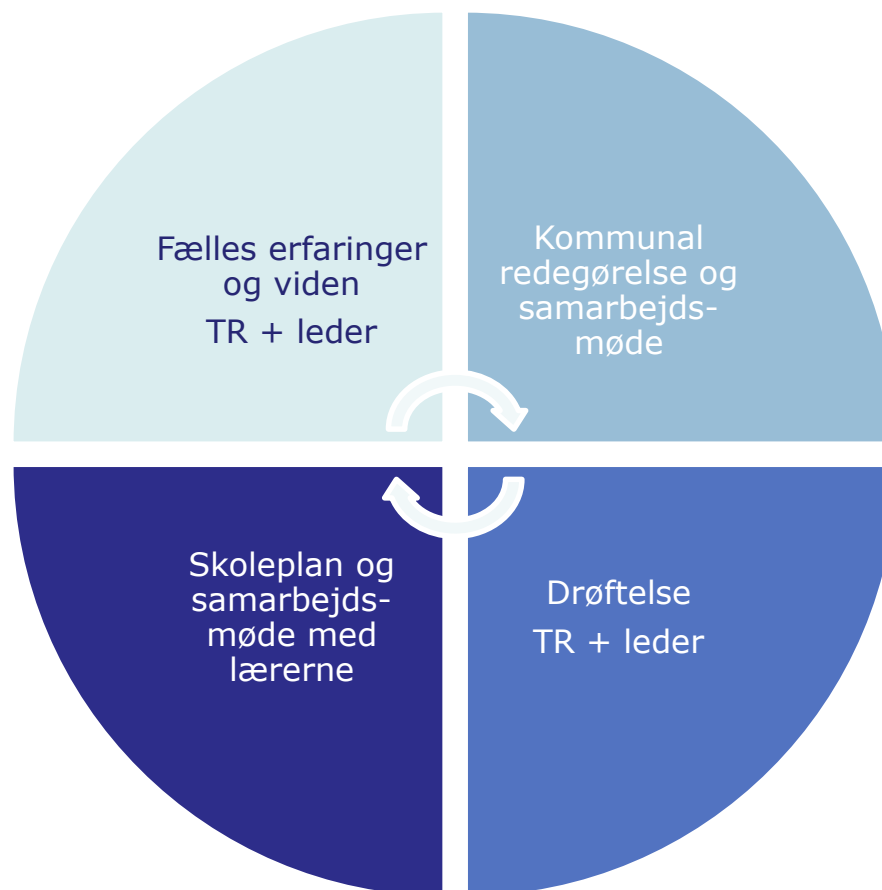 Fælles erfaringer
og viden
TR + leder
Kommunal
redegørelse og
samarbejds-
møde
Skoleplan og
samarbejds-
møde med
lærerne
Drøftelse
TR + leder